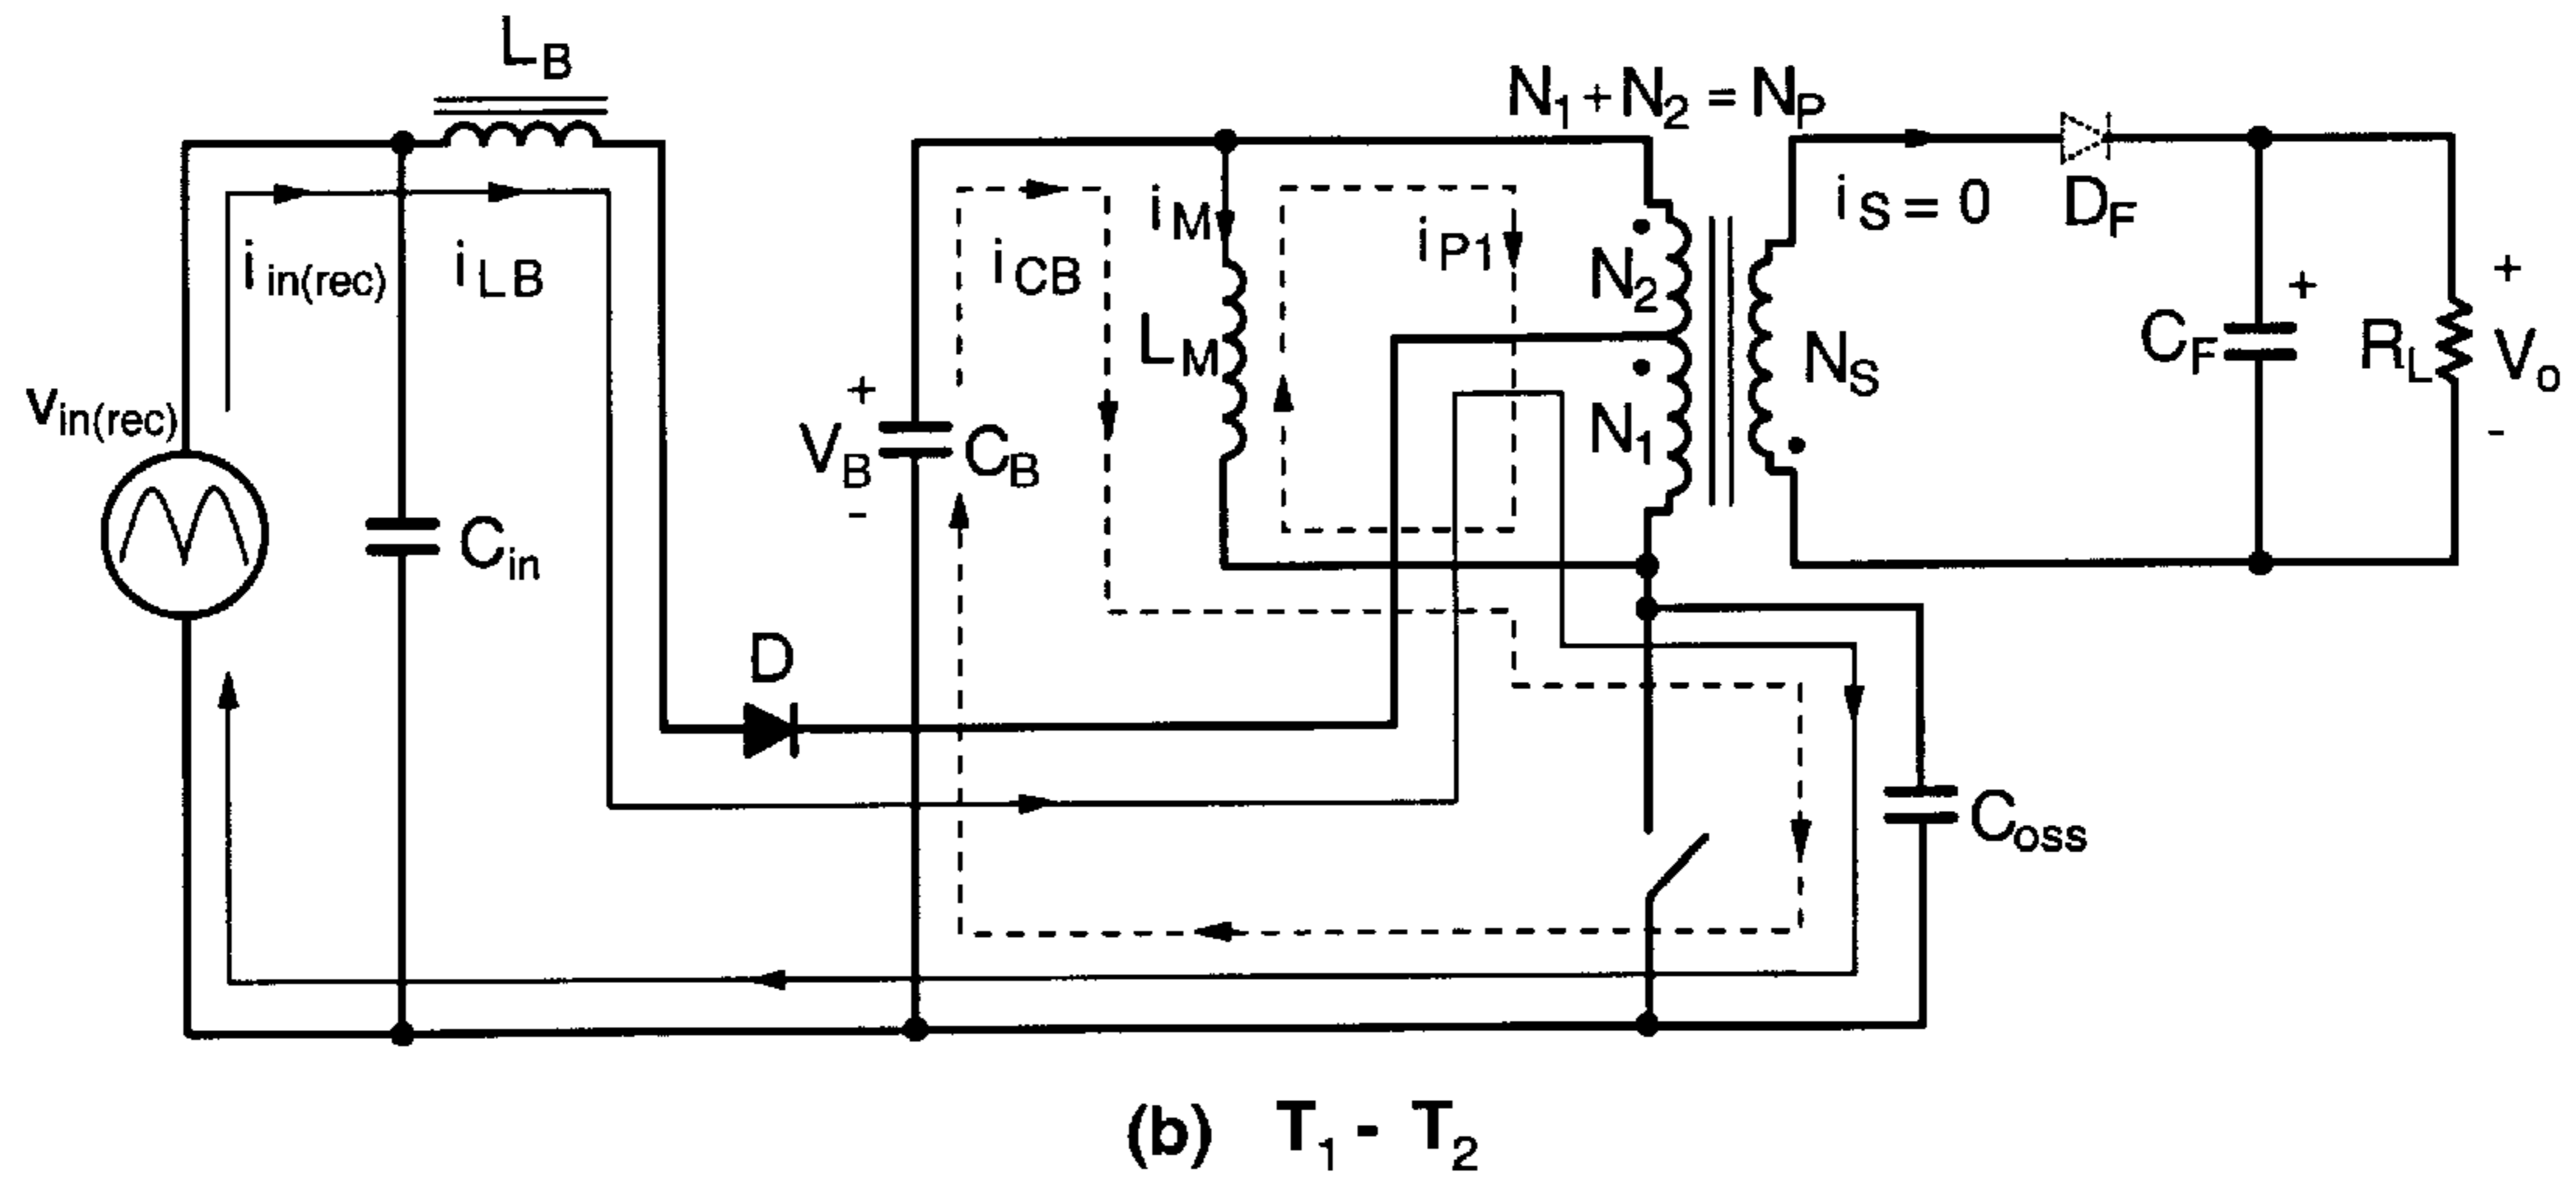 L_B
N_1 + N_2 = N_P
i_in(rec)
i_LB
i_CB
i_M
i_P1
N_2
i_S = 0
D_F
L_M
N_S
C_F
+
R_L
+
V_o
-
v_in(rec)
+
V_B
-
C_B
N_1
C_in
D
C_oss
(b) T_1 - T_2